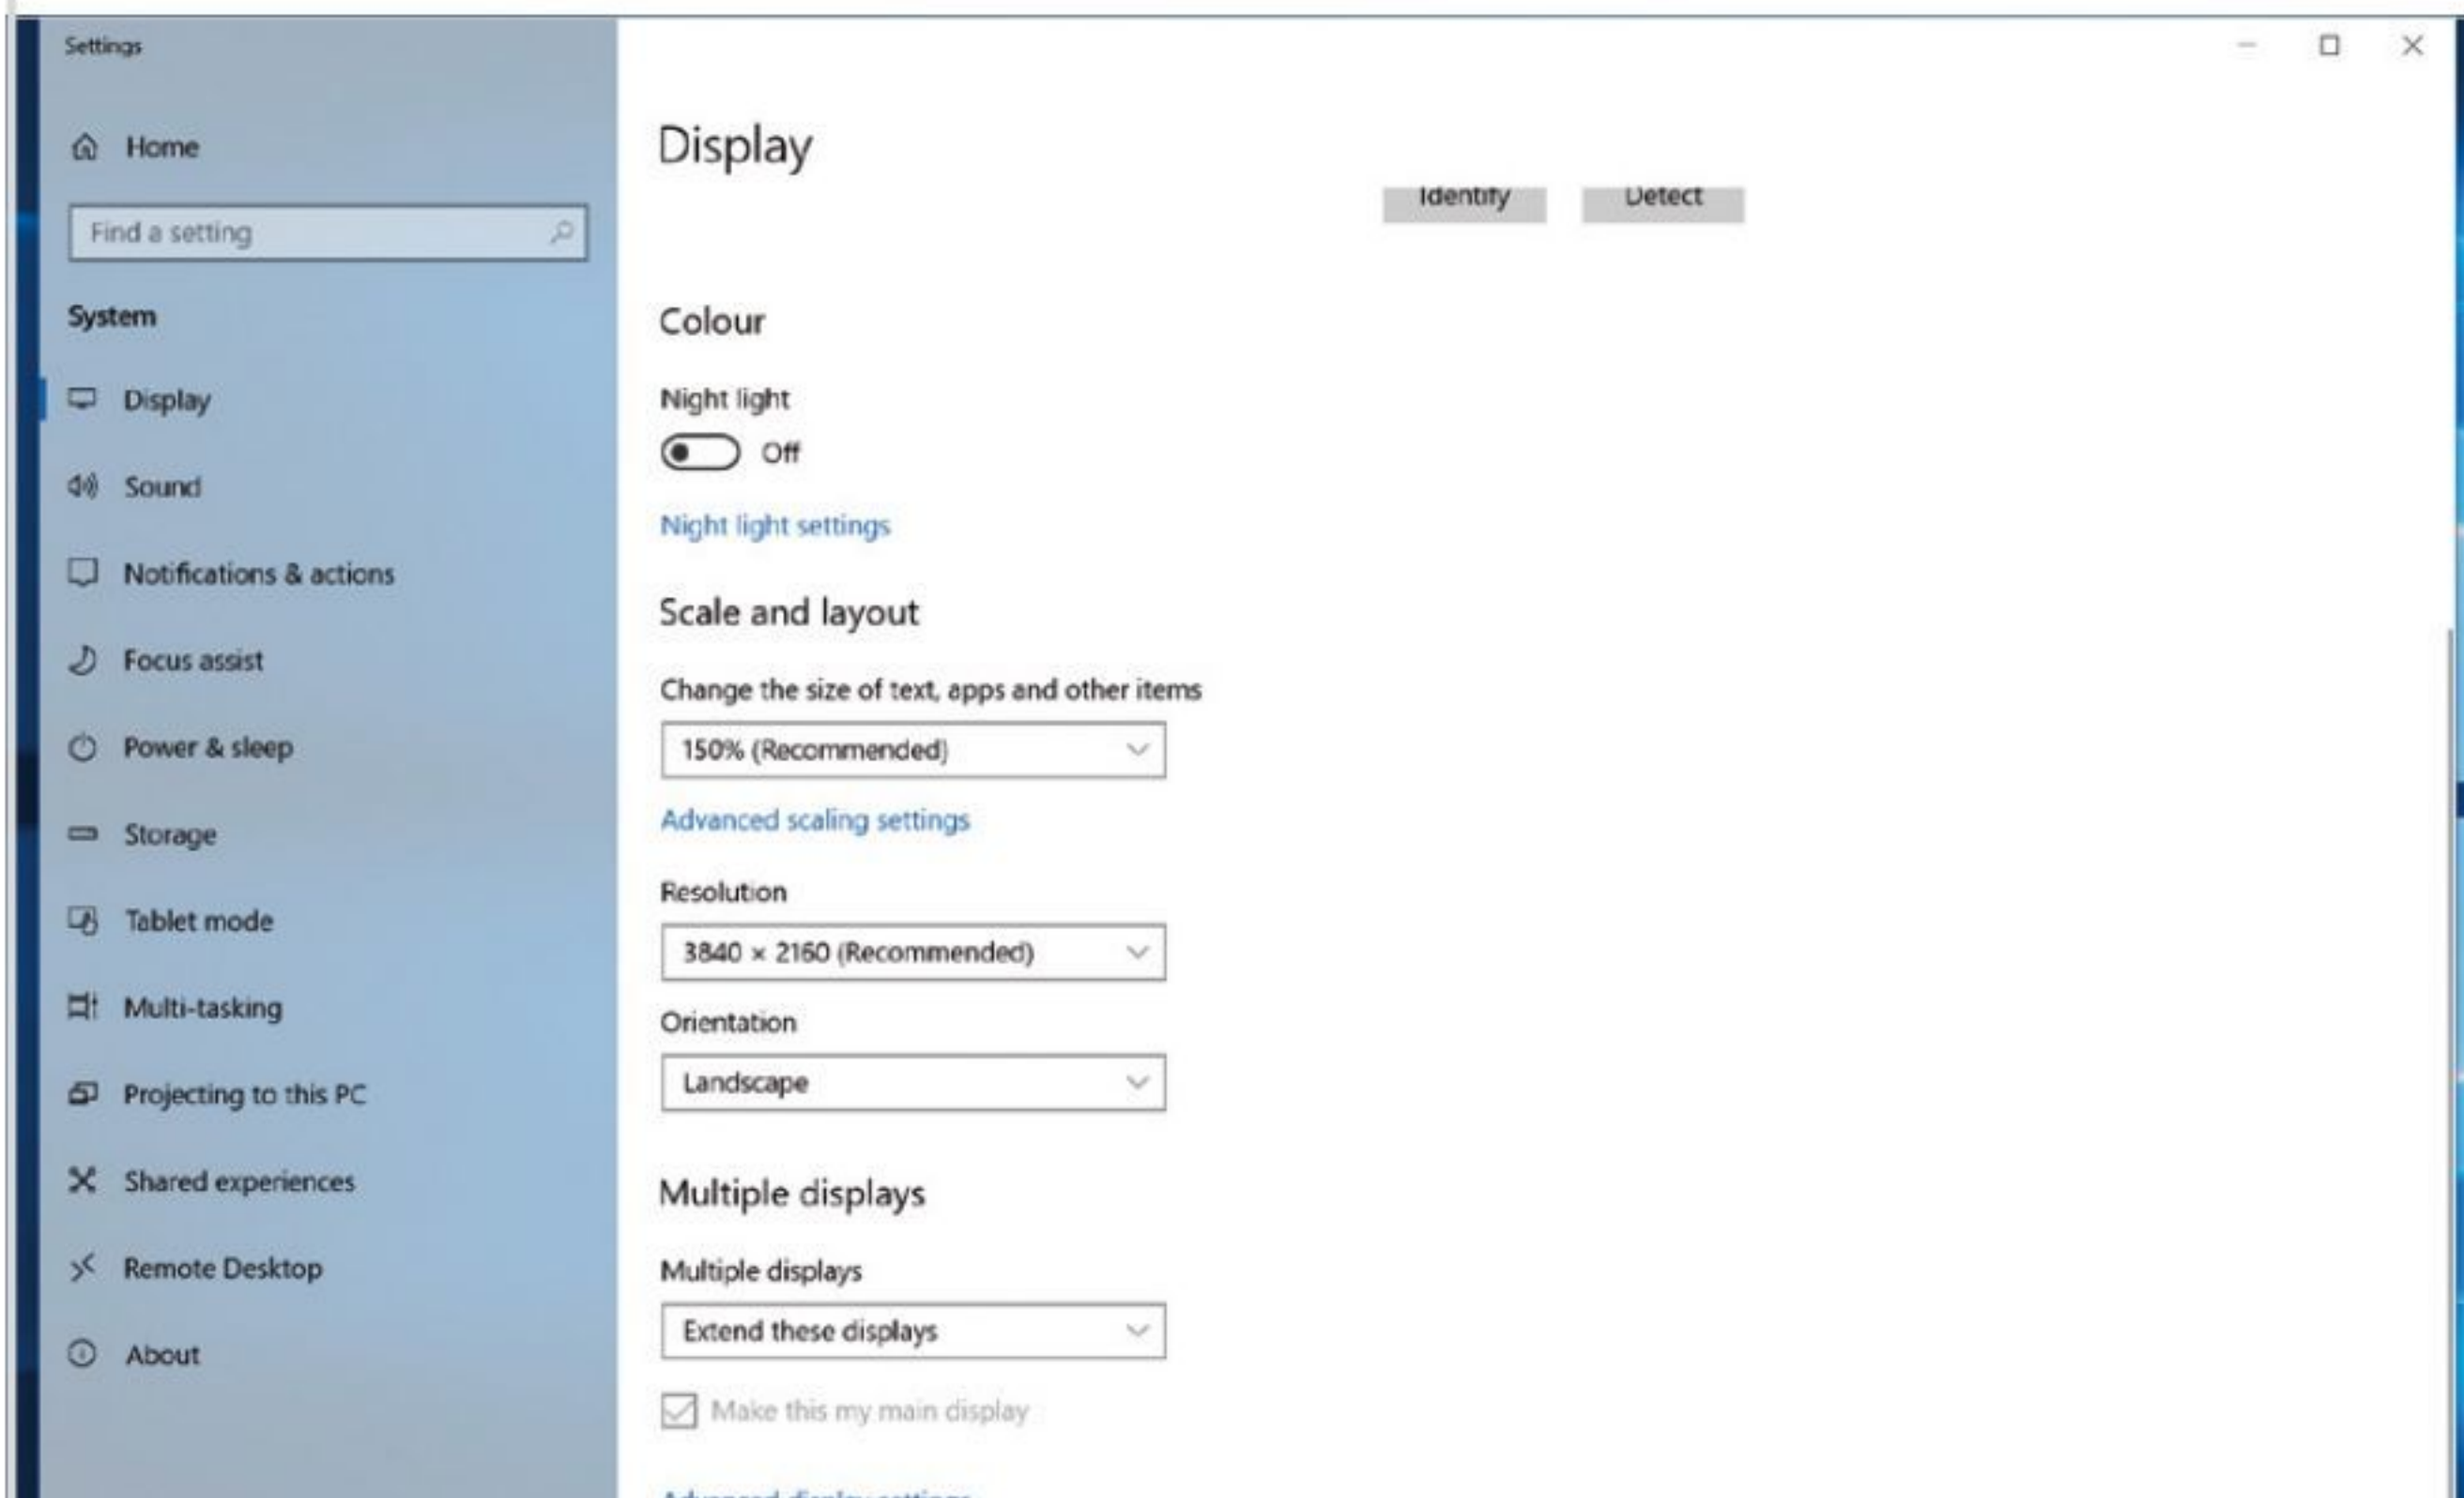 Settings
Home
Find a setting
System
Display
Sound
Notifications & actions
Focus assist
Power & sleep
Storage
Tablet mode
Multi-tasking
Projecting to this PC
Shared experiences
Remote Desktop
About
Display
Identify Detect
Colour
Night light
Off
Night light settings
Scale and layout
Change the size of text, apps and other items
150% (Recommended)
Advanced scaling settings
Resolution
3840 × 2160 (Recommended)
Orientation
Landscape
Multiple displays
Multiple displays
Extend these displays
Make this my main display
Advanced display settings